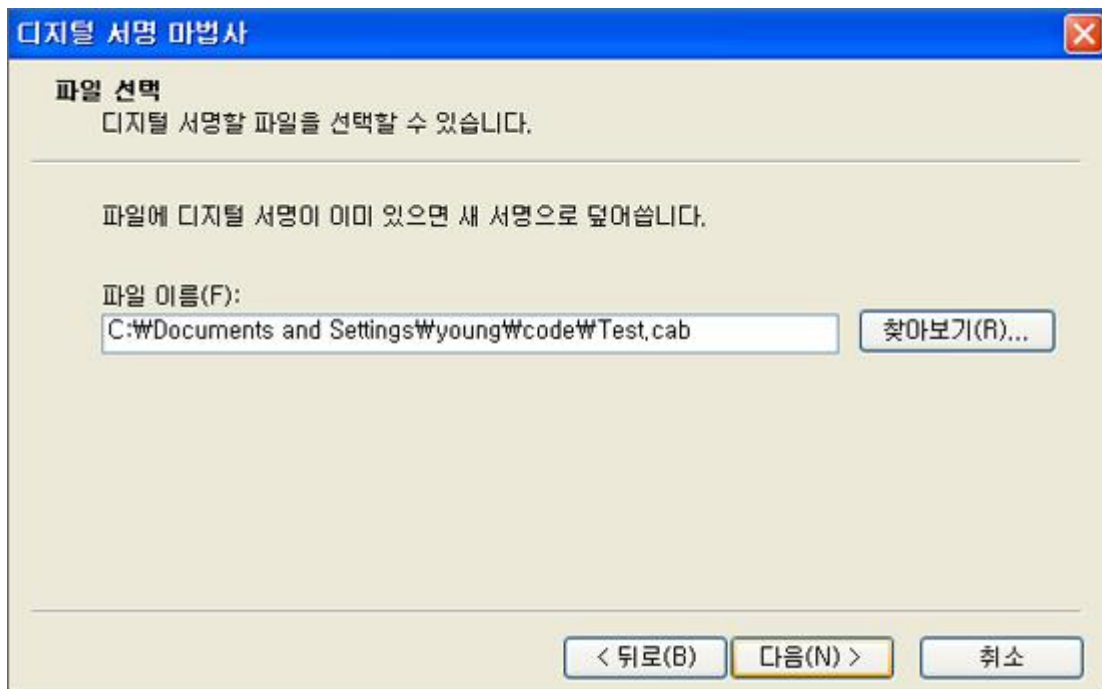 디지털 서명 마법사
파일 선택
디지털 서명할 파일을 선택할 수 있습니다.
파일에 디지털 서명이 이미 있으면 새 서명으로 덮어씁니다.
파일 이름(F):
C:₩Documents and Settings₩young₩code₩Test.cab
찾아보기(R)...
< 뒤로(B) 다음(N) > 취소